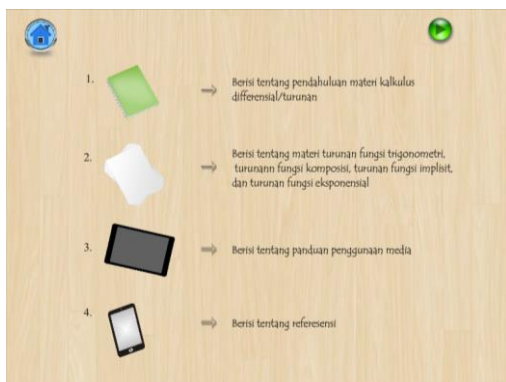 1.
Berisi tentang pendahuluan materi kalkulus
differensial/turunan
2.
Berisi tentang materi turunan fungsi trigonometri,
turunann fungsi komposisi, turunan fungsi implisit,
dan turunan fungsi eksponensial
3.
Berisi tentang panduan penggunaan media
4.
Berisi tentang referesensi